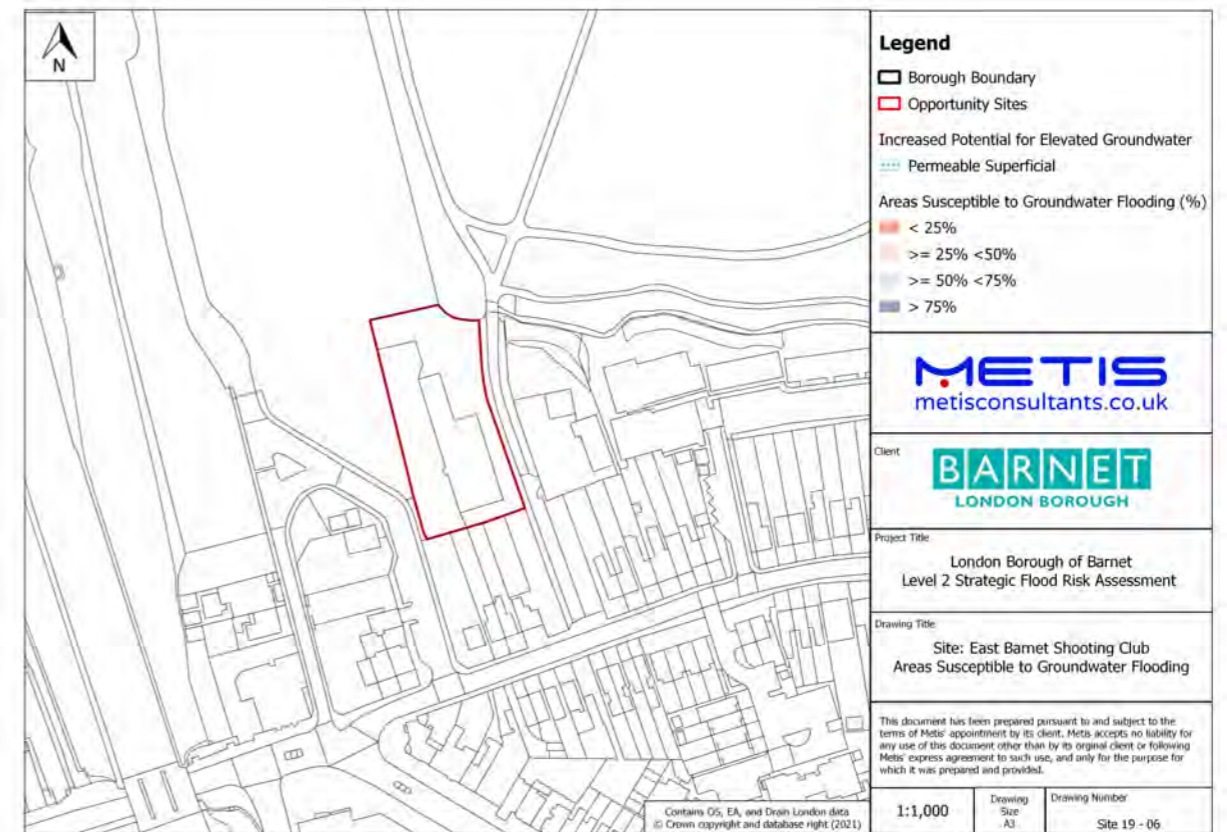 N
Legend
Borough Boundary
Opportunity Sites
Increased Potential for Elevated Groundwater
Permeable Superficial
Areas Susceptible to Groundwater Flooding (%)
< 25%
>= 25% <50%
>= 50% <75%
> 75%
METIS
metisconsultants.co.uk
Client
BARNET
LONDON BOROUGH
Project Title
London Borough of Barnet
Level 2 Strategic Flood Risk Assessment
Drawing Title
Site: East Barnet Shooting Club
Areas Susceptible to Groundwater Flooding
This document has been prepared pursuant to and subject to the
terms of Metis' appointment by its client. Metis accepts no liability for
any use of this document other than by its orginal client or following
Metis' express agreement to such use, and only for the purpose for
which it was prepared and provided.
Contains OS, EA, and Drain London data
© Crown copyright and database right (2021)
1:1,000
Drawing
Size
A3
Drawing Number
Site 19 - 06